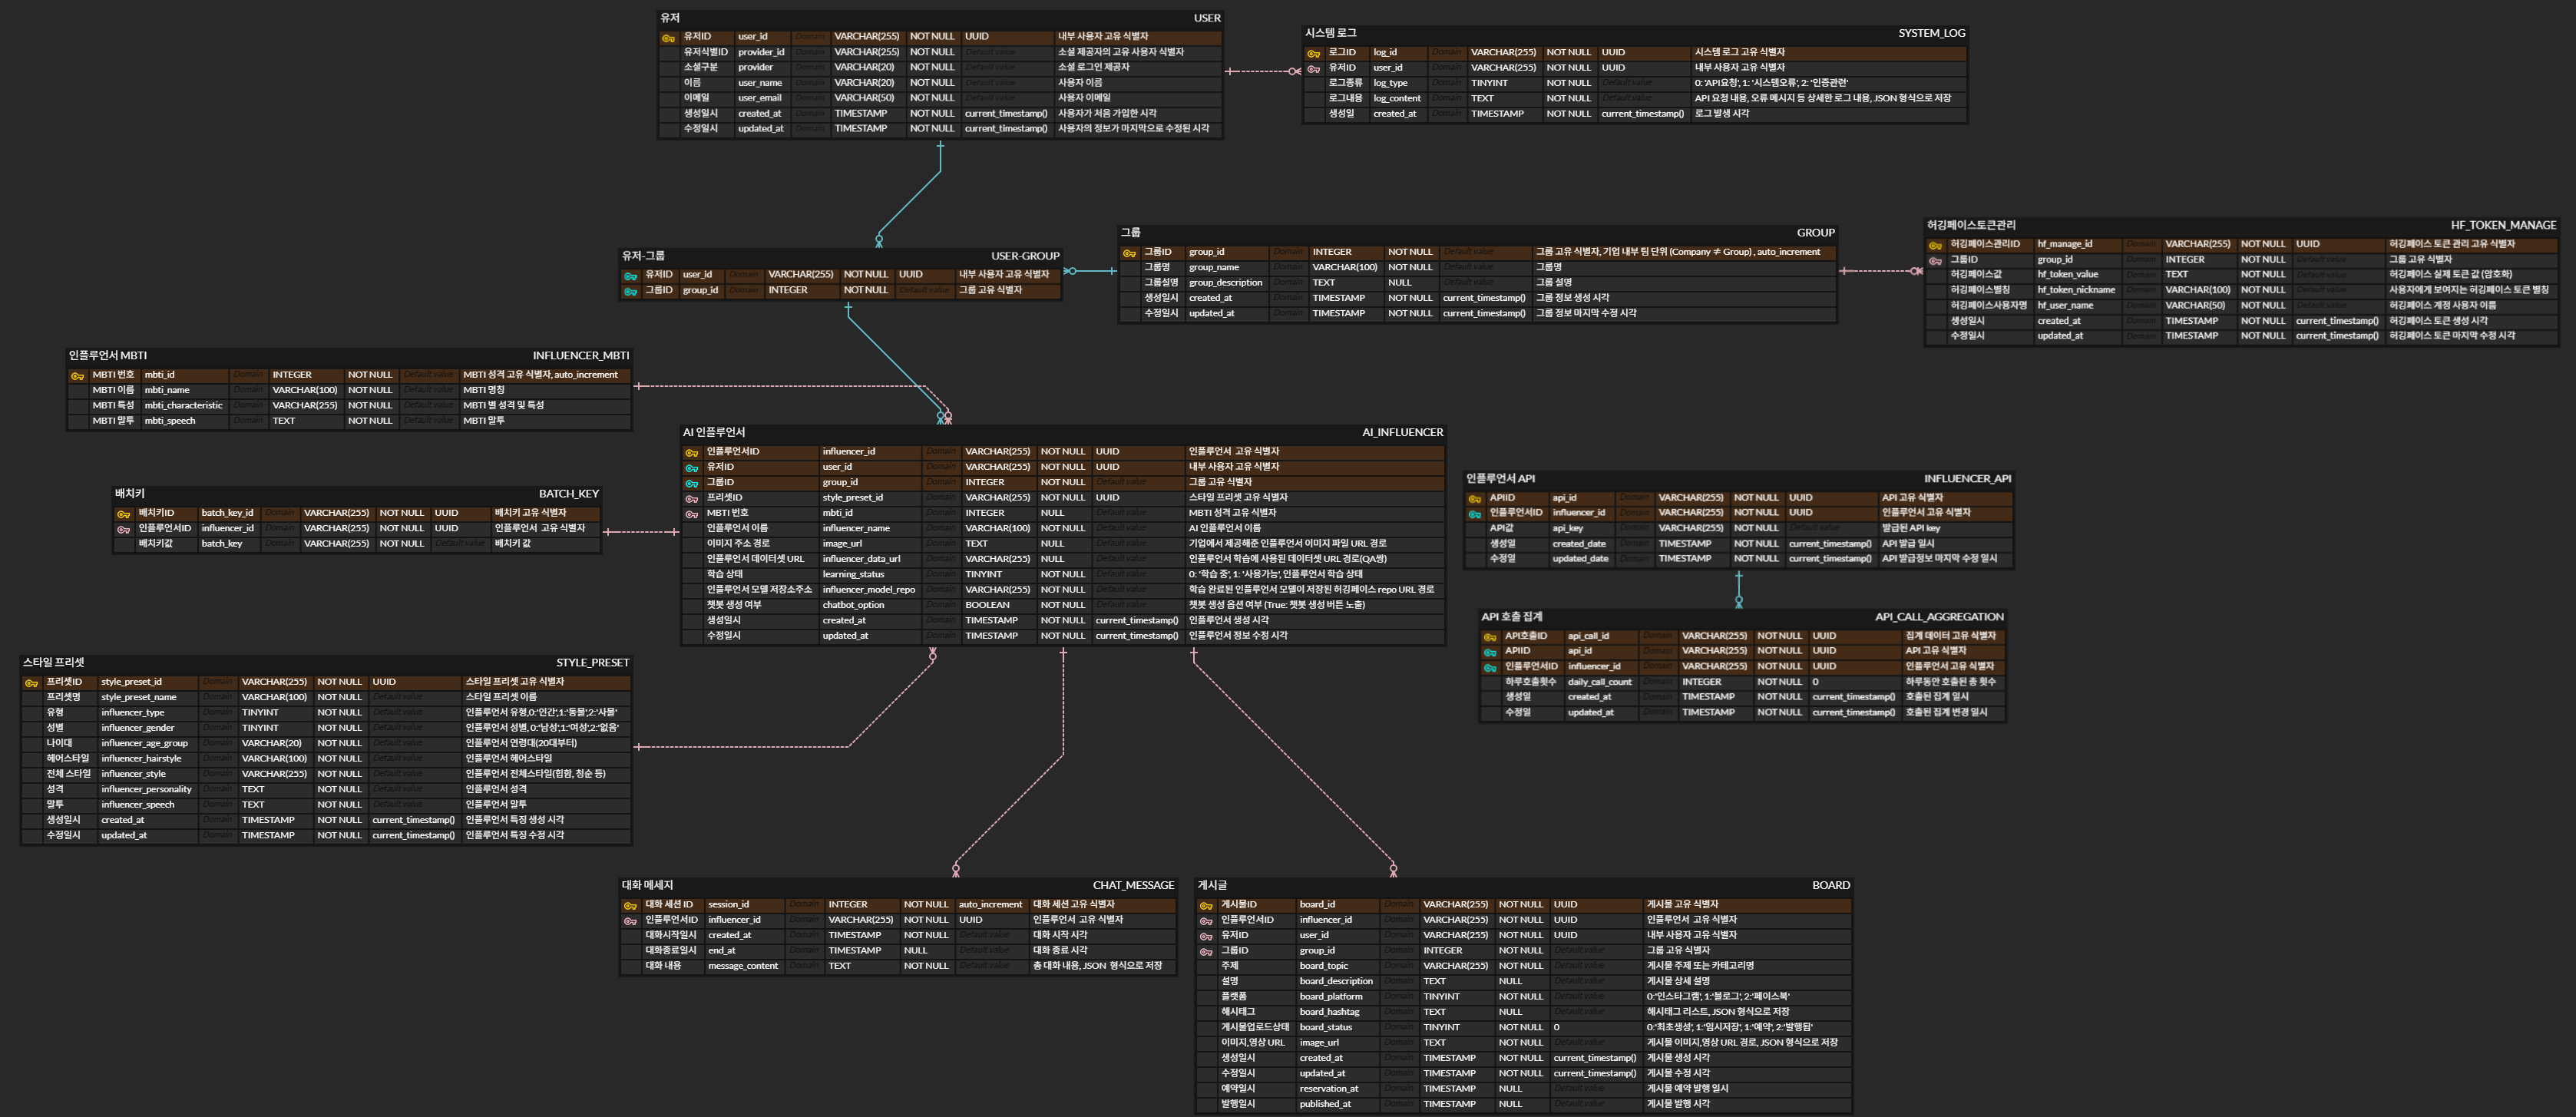 유저 USER
유저ID user_id Domain VARCHAR(255) NOT NULL UUID 내부 사용자 고유 식별자
유저식별ID provider_id Domain VARCHAR(255) NOT NULL Default value 소셜 제공자의 고유 사용자 식별자
소셜구분 provider Domain VARCHAR(20) NOT NULL Default value 소셜 로그인 제공자
이름 user_name Domain VARCHAR(20) NOT NULL Default value 사용자 이름
이메일 user_email Domain VARCHAR(50) NOT NULL Default value 사용자 이메일
생성일시 created_at Domain TIMESTAMP NOT NULL current_timestamp() 사용자가 처음 가입한 시각
수정일시 updated_at Domain TIMESTAMP NOT NULL current_timestamp() 사용자의 정보가 마지막으로 수정된 시각
시스템 로그 SYSTEM_LOG
로그ID log_id Domain VARCHAR(255) NOT NULL UUID 시스템 로그 고유 식별자
유저ID user_id Domain VARCHAR(255) NOT NULL UUID 내부 사용자 고유 식별자
로그종류 log_type Domain TINYINT NOT NULL Default value 0: 'API요청', 1: '시스템오류', 2: '인증관련'
로그내용 log_content Domain TEXT NOT NULL Default value API 요청 내용, 오류 메시지 등 상세한 로그 내용, JSON 형식으로 저장
생성일 created_at Domain TIMESTAMP NOT NULL current_timestamp() 로그 발생 시각
유저-그룹 USER-GROUP
유저ID user_id Domain VARCHAR(255) NOT NULL UUID 내부 사용자 고유 식별자
그룹ID group_id Domain INTEGER NOT NULL Default value 그룹 고유 식별자
그룹 GROUP
그룹ID group_id Domain INTEGER NOT NULL Default value 그룹 고유 식별자, 기업 내부 팀 단위 (Company ≠ Group) , auto_increment
그룹명 group_name Domain VARCHAR(100) NOT NULL Default value 그룹명
그룹설명 group_description Domain TEXT NULL Default value 그룹 설명
생성일시 created_at Domain TIMESTAMP NOT NULL current_timestamp() 그룹 정보 생성 시각
수정일시 updated_at Domain TIMESTAMP NOT NULL current_timestamp() 그룹 정보 마지막 수정 시각
허깅페이스토큰관리 HF_TOKEN_MANAGE
허깅페이스관리ID hf_manage_id Domain VARCHAR(255) NOT NULL UUID 허깅페이스 토큰 관리 고유 식별자
그룹ID group_id Domain INTEGER NOT NULL Default value 그룹 고유 식별자
허깅페이스값 hf_token_value Domain TEXT NOT NULL Default value 허깅페이스 실제 토큰 값 (암호화)
허깅페이스별칭 hf_token_nickname Domain VARCHAR(100) NOT NULL Default value 사용자에게 보여지는 허깅페이스 토큰 별칭
허깅페이스사용자명 hf_user_name Domain VARCHAR(50) NOT NULL Default value 허깅페이스 계정 사용자 이름
생성일시 created_at Domain TIMESTAMP NOT NULL current_timestamp() 허깅페이스 토큰 생성 시각
수정일시 updated_at Domain TIMESTAMP NOT NULL current_timestamp() 허깅페이스 토큰 마지막 수정 시각
인플루언서 MBTI INFLUENCER_MBTI
MBTI 번호 mbti_id Domain INTEGER NOT NULL Default value MBTI 성격 고유 식별자, auto_increment
MBTI 이름 mbti_name Domain VARCHAR(100) NOT NULL Default value MBTI 명칭
MBTI 특성 mbti_characteristic Domain VARCHAR(255) NOT NULL Default value MBTI 별 성격 및 특성
MBTI 말투 mbti_speech Domain TEXT NOT NULL Default value MBTI 말투
AI 인플루언서 AI_INFLUENCER
인플루언서ID influencer_id Domain VARCHAR(255) NOT NULL UUID 인플루언서 고유 식별자
유저ID user_id Domain VARCHAR(255) NOT NULL UUID 내부 사용자 고유 식별자
그룹ID group_id Domain INTEGER NOT NULL Default value 그룹 고유 식별자
프리셋ID style_preset_id Domain VARCHAR(255) NOT NULL UUID 스타일 프리셋 고유 식별자
MBTI 번호 mbti_id Domain INTEGER NULL Default value MBTI 성격 고유 식별자
인플루언서 이름 influencer_name Domain VARCHAR(100) NOT NULL Default value AI 인플루언서 이름
이미지 주소 경로 image_url Domain TEXT NULL Default value 기업에서 제공해준 인플루언서 이미지 파일 URL 경로
인플루언서 데이터셋 URL influencer_data_url Domain VARCHAR(255) NULL Default value 인플루언서 학습에 사용된 데이터셋 URL 경로(QA쌍)
학습 상태 learning_status Domain TINYINT NOT NULL Default value 0: '학습 중', 1: '사용가능', 인플루언서 학습 상태
인플루언서 모델 저장소주소 influencer_model_repo Domain VARCHAR(255) NOT NULL Default value 학습 완료된 인플루언서 모델이 저장된 허깅페이스 repo URL 경로
챗봇 생성 여부 chatbot_option Domain BOOLEAN NOT NULL Default value 챗봇 생성 옵션 여부 (True: 챗봇 생성 버튼 노출)
생성일시 created_at Domain TIMESTAMP NOT NULL current_timestamp() 인플루언서 생성 시각
수정일시 updated_at Domain TIMESTAMP NOT NULL current_timestamp() 인플루언서 정보 수정 시각
배치키 BATCH_KEY
배치키ID batch_key_id Domain VARCHAR(255) NOT NULL UUID 배치키 고유 식별자
인플루언서ID influencer_id Domain VARCHAR(255) NOT NULL UUID 인플루언서 고유 식별자
배치키값 batch_key Domain VARCHAR(255) NOT NULL Default value 배치키 값
인플루언서 API INFLUENCER_API
APIID api_id Domain VARCHAR(255) NOT NULL UUID API 고유 식별자
인플루언서ID influencer_id Domain VARCHAR(255) NOT NULL UUID 인플루언서 고유 식별자
API값 api_key Domain VARCHAR(255) NOT NULL Default value 발급된 API key
생성일 created_date Domain TIMESTAMP NOT NULL current_timestamp() API 발급 일시
수정일 updated_date Domain TIMESTAMP NOT NULL current_timestamp() API 발급정보 마지막 수정 일시
API 호출 집계 API_CALL_AGGREGATION
API호출ID api_call_id Domain VARCHAR(255) NOT NULL UUID 집계 데이터 고유 식별자
APIID api_id Domain VARCHAR(255) NOT NULL UUID API 고유 식별자
인플루언서ID influencer_id Domain VARCHAR(255) NOT NULL UUID 인플루언서 고유 식별자
하루호출횟수 daily_call_count Domain INTEGER NOT NULL 0 하루동안 호출된 총 횟수
생성일 created_at Domain TIMESTAMP NOT NULL current_timestamp() 호출된 집계 일시
수정일 updated_at Domain TIMESTAMP NOT NULL current_timestamp() 호출된 집계 변경 일시
스타일 프리셋 STYLE_PRESET
프리셋ID style_preset_id Domain VARCHAR(255) NOT NULL UUID 스타일 프리셋 고유 식별자
프리셋명 style_preset_name Domain VARCHAR(100) NOT NULL Default value 스타일 프리셋 이름
유형 influencer_type Domain TINYINT NOT NULL Default value 인플루언서 유형,0:'인간',1:'동물',2:'사물'
성별 influencer_gender Domain TINYINT NOT NULL Default value 인플루언서 성별, 0:'남성',1:'여성',2:'없음'
나이대 influencer_age_group Domain VARCHAR(20) NOT NULL Default value 인플루언서 연령대(20대부터)
헤어스타일 influencer_hairstyle Domain VARCHAR(100) NOT NULL Default value 인플루언서 헤어스타일
전체 스타일 influencer_style Domain VARCHAR(255) NOT NULL Default value 인플루언서 전체스타일(힙함, 청순 등)
성격 influencer_personality Domain TEXT NOT NULL Default value 인플루언서 성격
말투 influencer_speech Domain TEXT NOT NULL Default value 인플루언서 말투
생성일시 created_at Domain TIMESTAMP NOT NULL current_timestamp() 인플루언서 특징 생성 시각
수정일시 updated_at Domain TIMESTAMP NOT NULL current_timestamp() 인플루언서 특징 수정 시각
대화 메세지 CHAT_MESSAGE
대화 세션 ID session_id Domain INTEGER NOT NULL auto_increment 대화 세션 고유 식별자
인플루언서ID influencer_id Domain VARCHAR(255) NOT NULL UUID 인플루언서 고유 식별자
대화시작일시 created_at Domain TIMESTAMP NOT NULL Default value 대화 시작 시각
대화종료일시 end_at Domain TIMESTAMP NULL Default value 대화 종료 시각
대화 내용 message_content Domain TEXT NOT NULL Default value 총 대화 내용, JSON 형식으로 저장
게시글 BOARD
게시물ID board_id Domain VARCHAR(255) NOT NULL UUID 게시물 고유 식별자
인플루언서ID influencer_id Domain VARCHAR(255) NOT NULL UUID 인플루언서 고유 식별자
유저ID user_id Domain VARCHAR(255) NOT NULL UUID 내부 사용자 고유 식별자
그룹ID group_id Domain INTEGER NOT NULL Default value 그룹 고유 식별자
주제 board_topic Domain VARCHAR(255) NOT NULL Default value 게시물 주제 또는 카테고리명
설명 board_description Domain TEXT NULL Default value 게시물 상세 설명
플랫폼 board_platform Domain TINYINT NOT NULL Default value 0:'인스타그램', 1:'블로그', 2:'페이스북'
해시태그 board_hashtag Domain TEXT NULL Default value 해시태그 리스트, JSON 형식으로 저장
게시물업로드상태 board_status Domain TINYINT NOT NULL 0 0:'최초생성', 1:'임시저장', 1:'예약', 2:'발행됨'
이미지,영상 URL image_url Domain TEXT NOT NULL Default value 게시물 이미지,영상 URL 경로, JSON 형식으로 저장
생성일시 created_at Domain TIMESTAMP NOT NULL current_timestamp() 게시물 생성 시각
수정일시 updated_at Domain TIMESTAMP NOT NULL current_timestamp() 게시물 수정 시각
예약일시 reservation_at Domain TIMESTAMP NULL Default value 게시물 예약 발행 일시
발행일시 published_at Domain TIMESTAMP NULL Default value 게시물 발행 시각